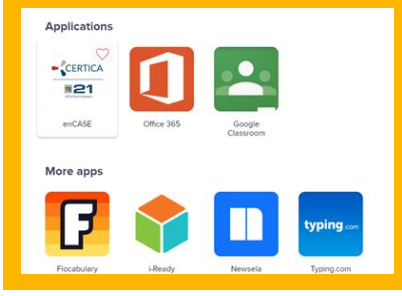 Applications
CERTICA
21
enCASE
Office 365
Google
Classroom
More apps
F
typing.com
Flocabulary
i-Ready
Newsela
Typing.com